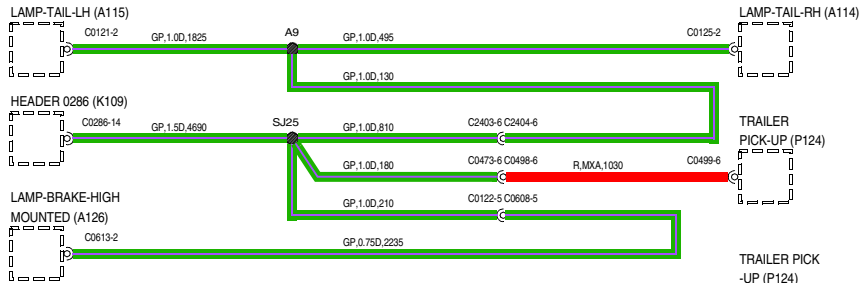 LAMP-TAIL-LH (A115)
LAMP-TAIL-RH (A114)
C0121-2
GP,1.0D,1825
A9
GP,1.0D,495
C0125-2
GP,1.0D,130
HEADER 0286 (K109)
C0286-14
GP,1.5D,4690
SJ25
GP,1.0D,810
C2403-6 C2404-6
TRAILER
PICK-UP (P124)
GP,1.0D,180
C0473-6 C0498-6
R,MXA,1030
C0499-6
LAMP-BRAKE-HIGH
MOUNTED (A126)
GP,1.0D,210
C0122-5 C0608-5
C0613-2
GP,0.75D,2235
TRAILER PICK
-UP (P124)